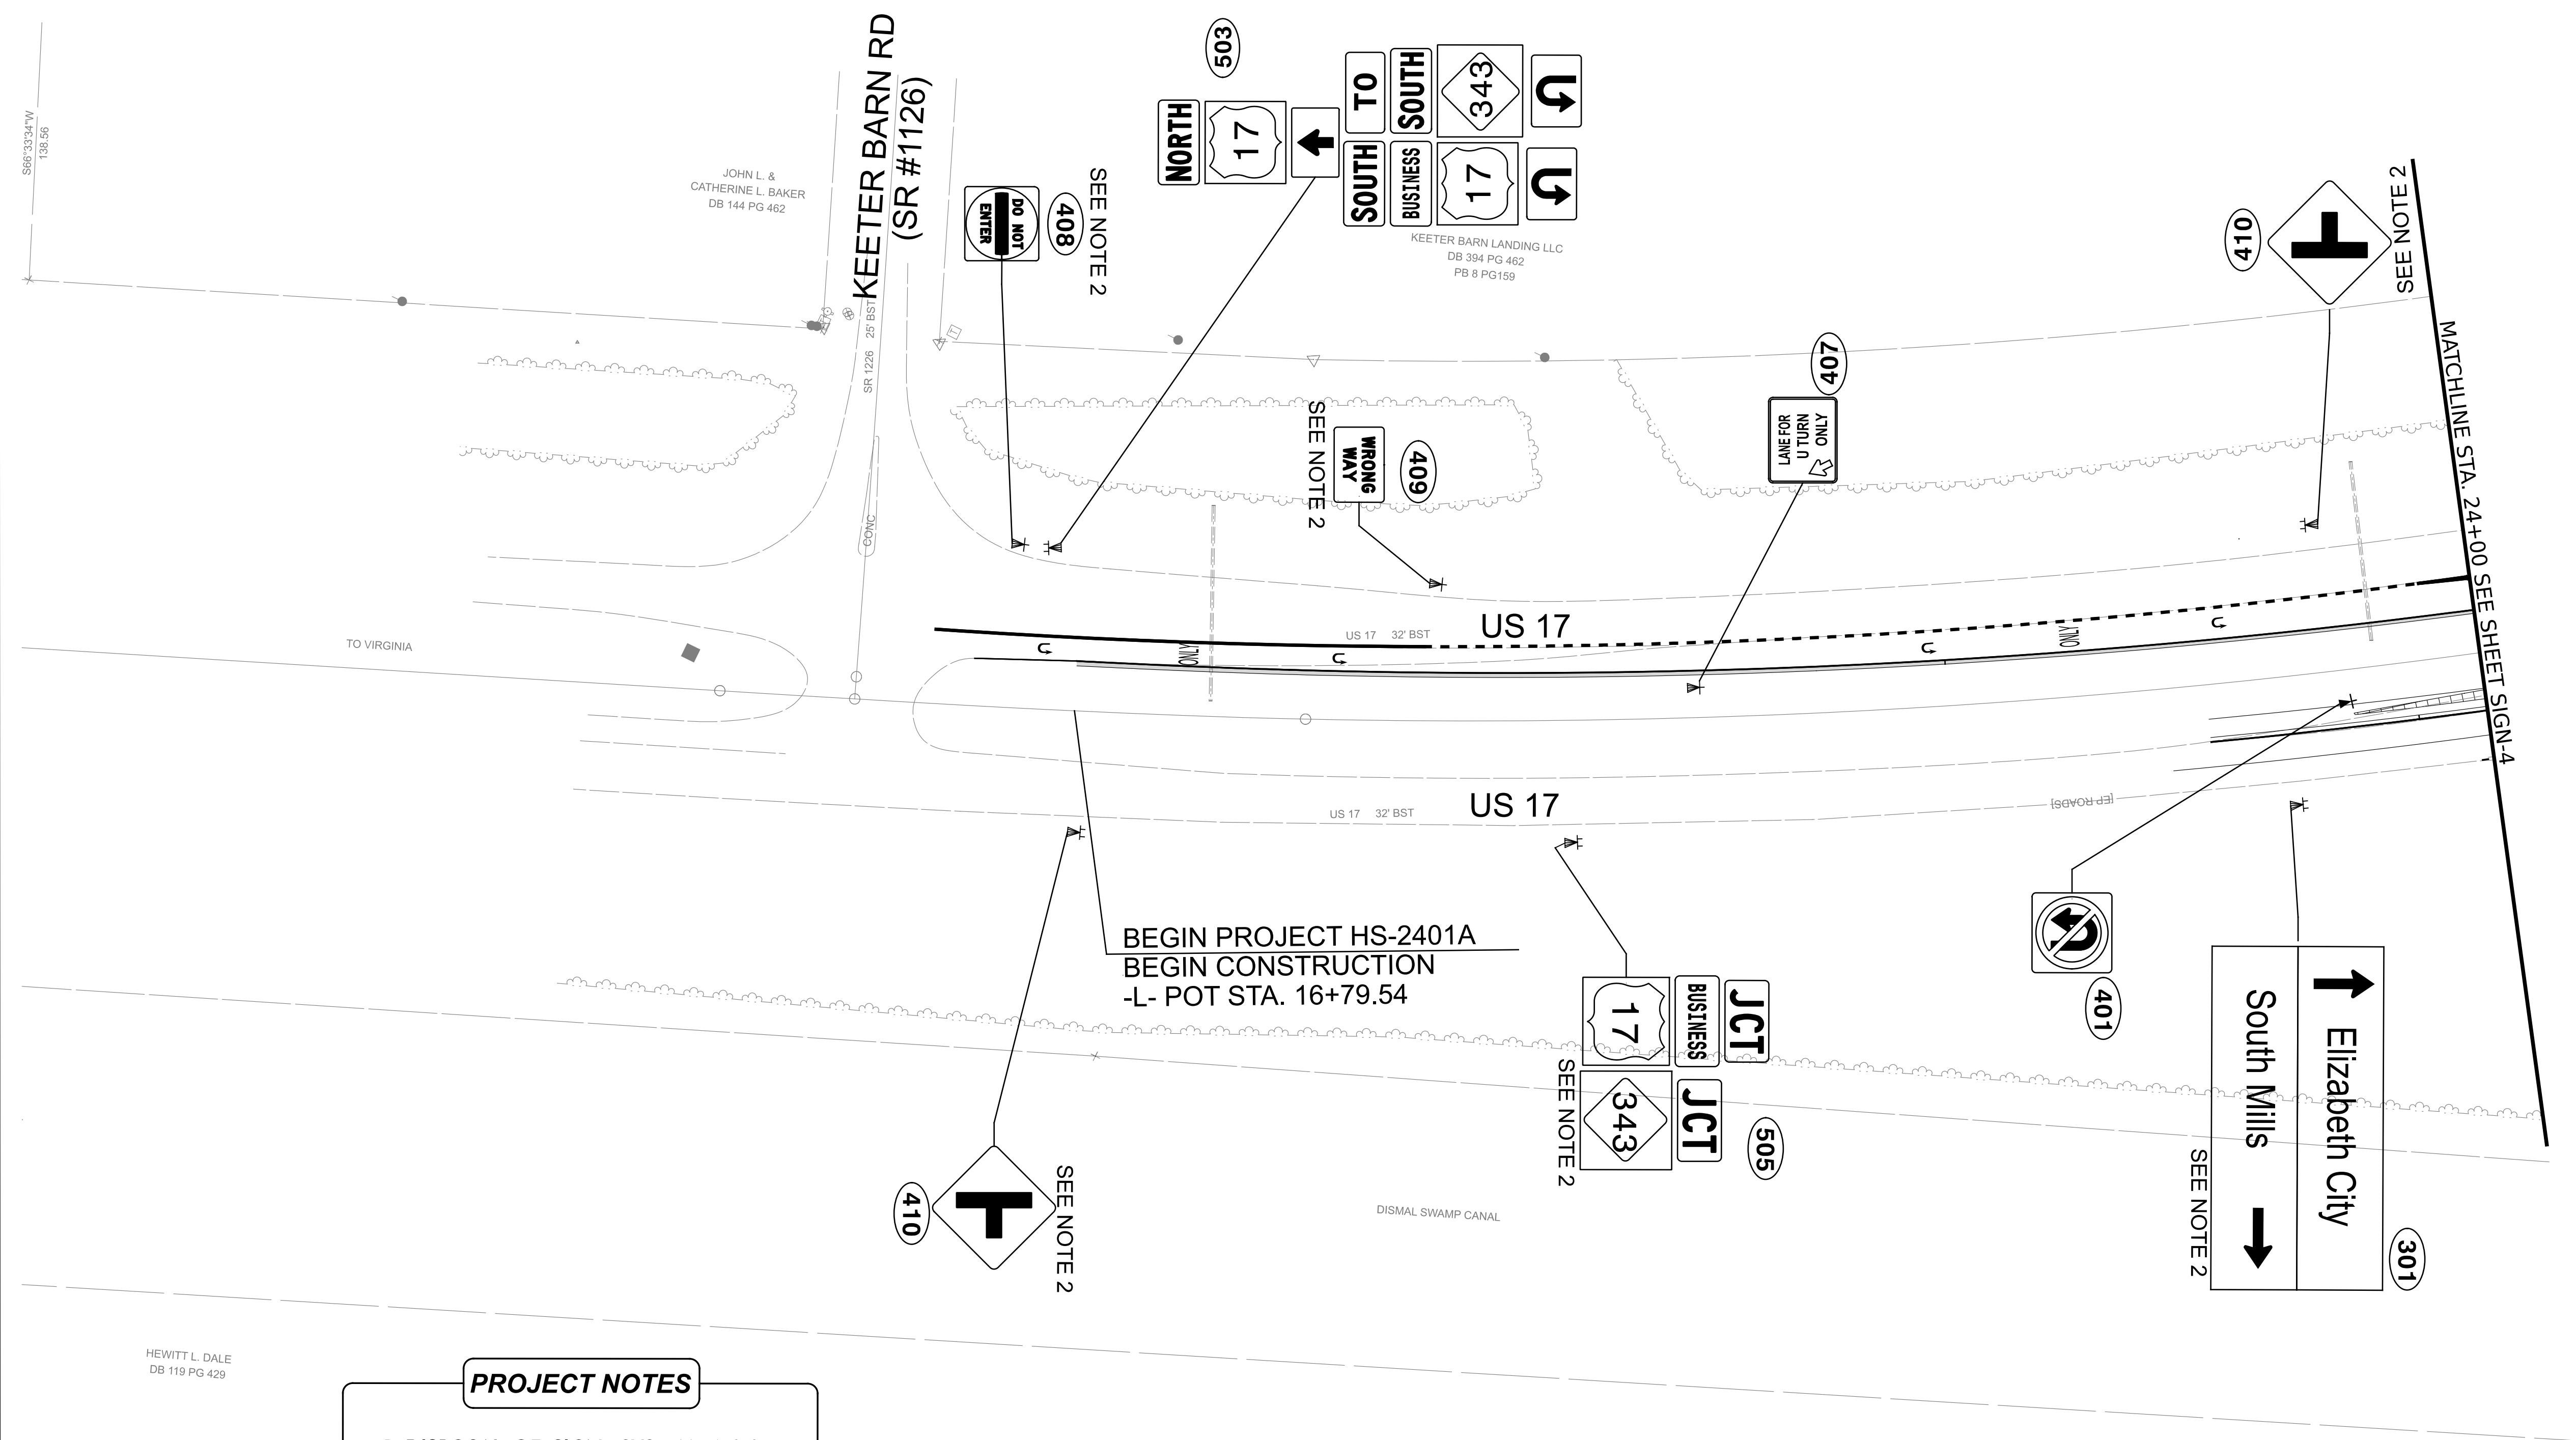 S66°33'34"W
138.56
JOHN L. &
CATHERINE L. BAKER
DB 144 PG 462
KEETER BARN RD
(SR #1126)
SR 1226 25' BST
CONC
DO NOT
ENTER
408
SEE NOTE 2
503
NORTH
17
TO
SOUTH
343
SOUTH
BUSINESS
17
KEETER BARN LANDING LLC
DB 394 PG 462
PB 8 PG159
SEE NOTE 2
WRONG
WAY
409
407
LANE FOR
U TURN
ONLY
410
SEE NOTE 2
MATCHLINE STA. 24+00 SEE SHEET SIGN-4
TO VIRGINIA
US 17 32' BST
US 17
ONLY
ONLY
US 17 32' BST
US 17
[EP ROADS]
BEGIN PROJECT HS-2401A
BEGIN CONSTRUCTION
-L- POT STA. 16+79.54
410
SEE NOTE 2
JCT
BUSINESS
17
JCT
343
505
SEE NOTE 2
401
Elizabeth City
South Mills
301
SEE NOTE 2
DISMAL SWAMP CANAL
HEWITT L. DALE
DB 119 PG 429
PROJECT NOTES